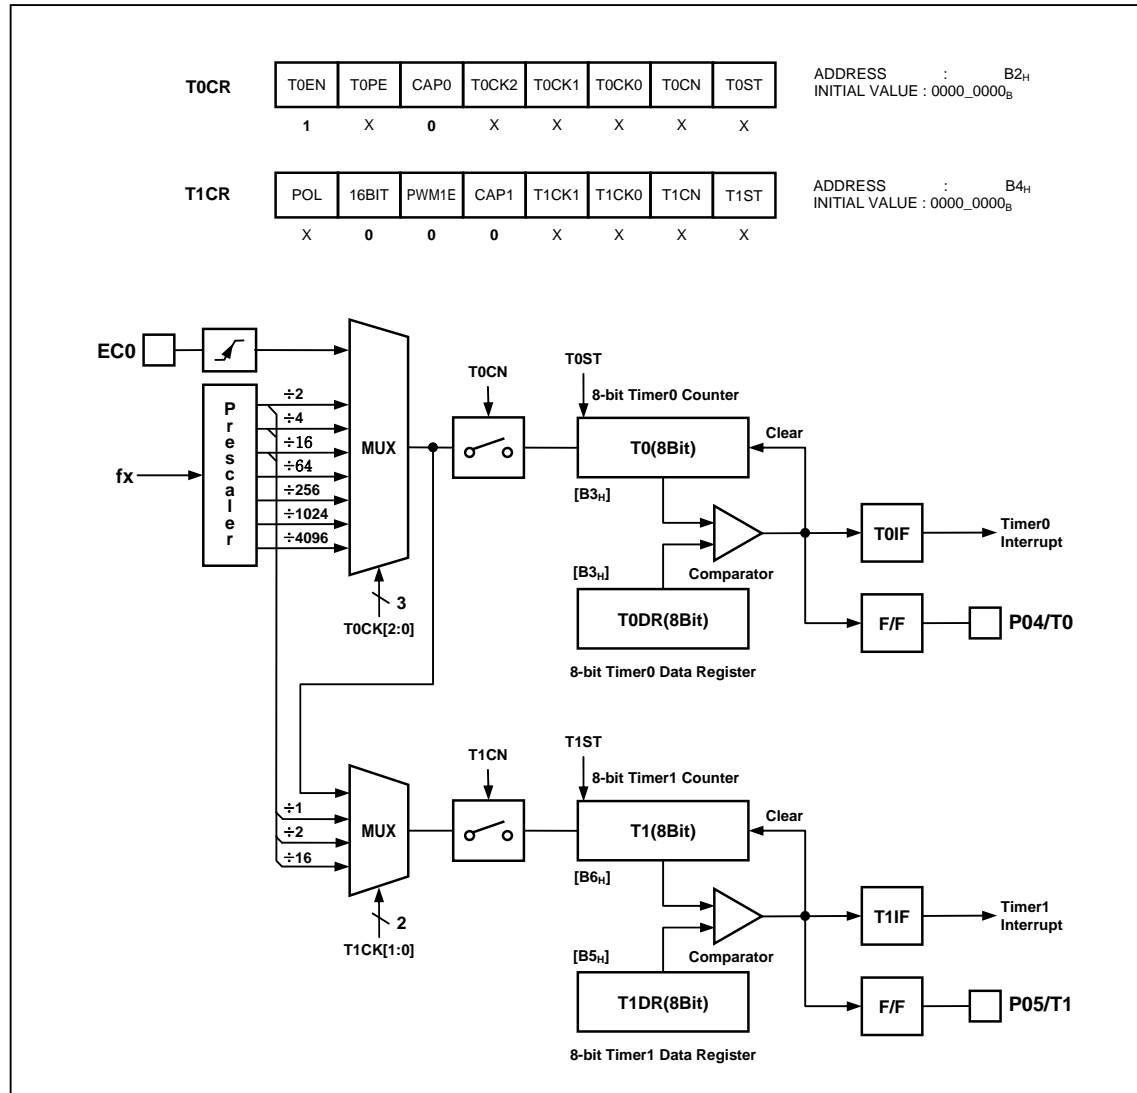 T0CR T0EN T0PE CAP0 T0CK2 T0CK1 T0CK0 T0CN T0ST ADDRESS : B2H
INITIAL VALUE : 0000_0000B
1 X 0 X X X X X
T1CR POL 16BIT PWM1E CAP1 T1CK1 T1CK0 T1CN T1ST ADDRESS : B4H
INITIAL VALUE : 0000_0000B
X 0 0 0 X X X X
EC0
Prescaler
fx
÷2
÷4
÷16
÷64
÷256
÷1024
÷4096
MUX
3
T0CK[2:0]
T0CN
T0ST
8-bit Timer0 Counter
T0(8Bit)
Clear
[B3H]
Comparator
[B3H]
T0DR(8Bit)
8-bit Timer0 Data Register
T0IF
Timer0
Interrupt
F/F
P04/T0
÷1
÷2
÷16
MUX
2
T1CK[1:0]
T1CN
T1ST
8-bit Timer1 Counter
T1(8Bit)
Clear
[B6H]
Comparator
[B5H]
T1DR(8Bit)
8-bit Timer1 Data Register
T1IF
Timer1
Interrupt
F/F
P05/T1